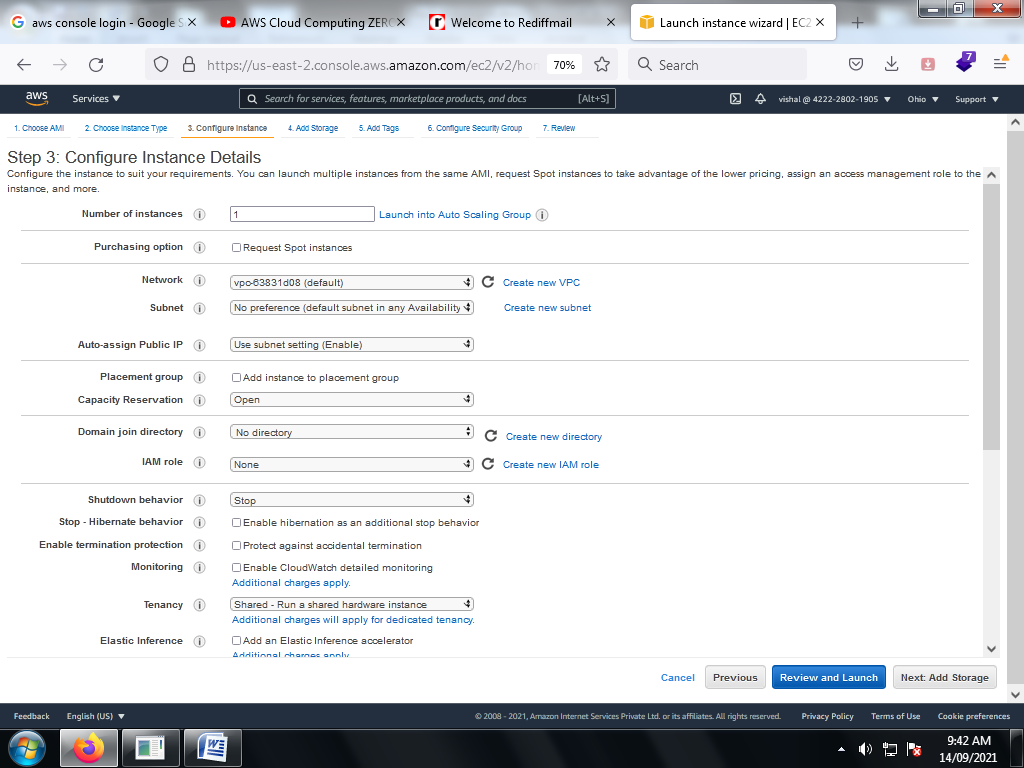 aws console login - Google S
AWS Cloud Computing ZERO
Welcome to Rediffmail
Launch instance wizard | EC2
https://us-east-2.console.aws.amazon.com/ec2/v2/hom
70%
Search
7
aws
Services
Search for services, features, marketplace products, and docs
[Alt+S]
vishal @ 4222-2802-1905
Ohio
Support
1. Choose AMI
2. Choose Instance Type
3. Configure Instance
4. Add Storage
5. Add Tags
6. Configure Security Group
7. Review
Step 3: Configure Instance Details
Configure the instance to suit your requirements. You can launch multiple instances from the same AMI, request Spot instances to take advantage of the lower pricing, assign an access management role to the
instance, and more.
Number of instances
1
Launch into Auto Scaling Group
Purchasing option
Request Spot instances
Network
vpc-63831d08 (default)
Create new VPC
Subnet
No preference (default subnet in any Availability
Create new subnet
Auto-assign Public IP
Use subnet setting (Enable)
Placement group
Add instance to placement group
Capacity Reservation
Open
Domain join directory
No directory
Create new directory
IAM role
None
Create new IAM role
Shutdown behavior
Stop
Stop - Hibernate behavior
Enable hibernation as an additional stop behavior
Enable termination protection
Protect against accidental termination
Monitoring
Enable CloudWatch detailed monitoring
Additional charges apply.
Tenancy
Shared - Run a shared hardware instance
Additional charges will apply for dedicated tenancy.
Elastic Inference
Add an Elastic Inference accelerator
Additional charges apply.
Cancel
Previous
Review and Launch
Next: Add Storage
Feedback
English (US)
© 2008 - 2021, Amazon Internet Services Private Ltd. or its affiliates. All rights reserved.
Privacy Policy
Terms of Use
Cookie preferences
9:42 AM
14/09/2021